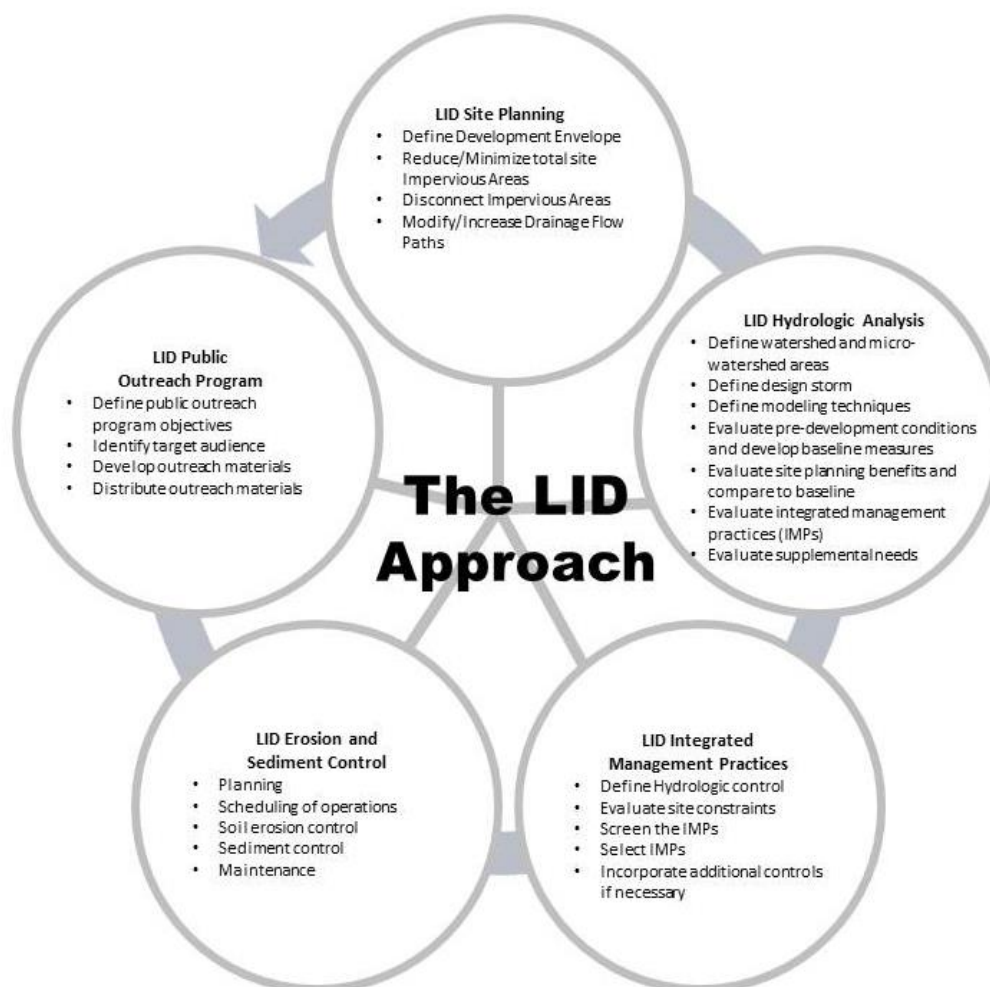 LID Site Planning
• Define Development Envelope
• Reduce/Minimize total site
Impervious Areas
• Disconnect Impervious Areas
• Modify/Increase Drainage Flow
Paths
LID Hydrologic Analysis
• Define watershed and micro-
watershed areas
• Define design storm
• Define modeling techniques
• Evaluate pre-development conditions
and develop baseline measures
• Evaluate site planning benefits and
compare to baseline
• Evaluate integrated management
practices (IMPs)
• Evaluate supplemental needs
LID Integrated
Management Practices
• Define Hydrologic control
• Evaluate site constraints
• Screen the IMPs
• Select IMPs
• Incorporate additional controls
if necessary
LID Erosion and
Sediment Control
• Planning
• Scheduling of operations
• Soil erosion control
• Sediment control
• Maintenance
LID Public
Outreach Program
• Define public outreach
program objectives
• Identify target audience
• Develop outreach materials
• Distribute outreach materials
The LID
Approach